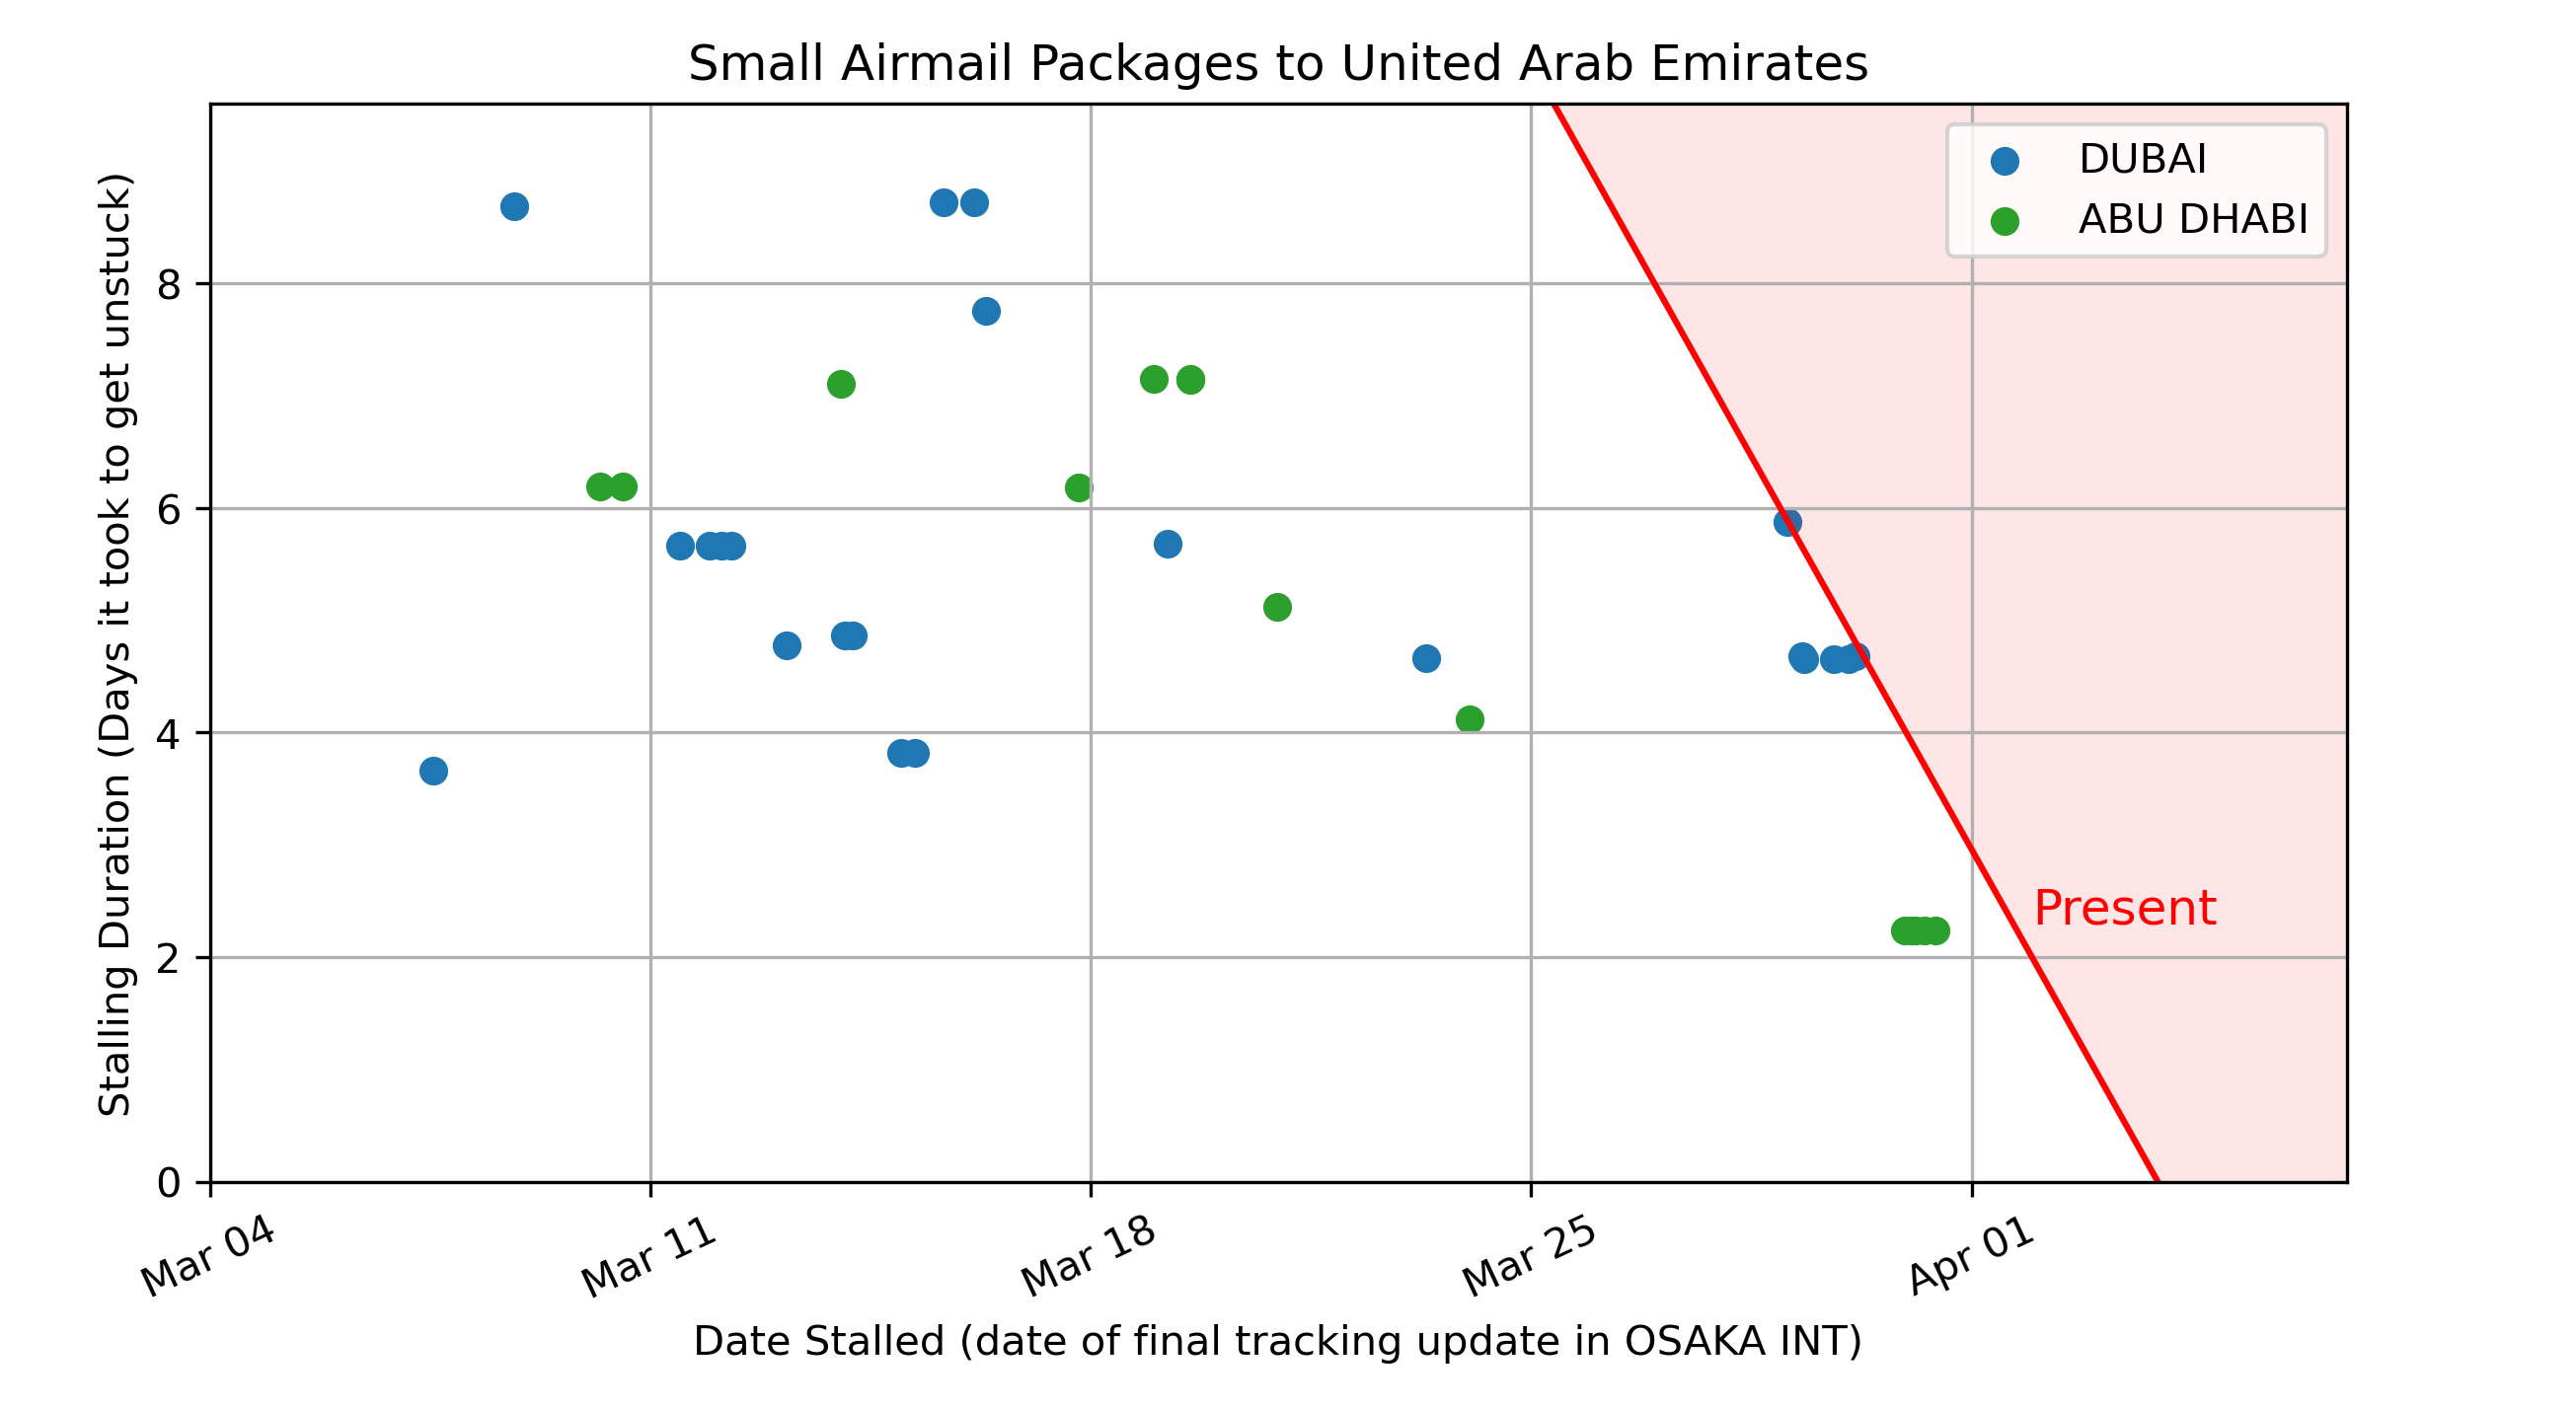 Small Airmail Packages to United Arab Emirates
DUBAI
ABU DHABI
Stalling Duration (Days it took to get unstuck)
8
6
4
2
0
Present
Mar 04
Mar 11
Mar 18
Mar 25
Apr 01
Date Stalled (date of final tracking update in OSAKA INT)